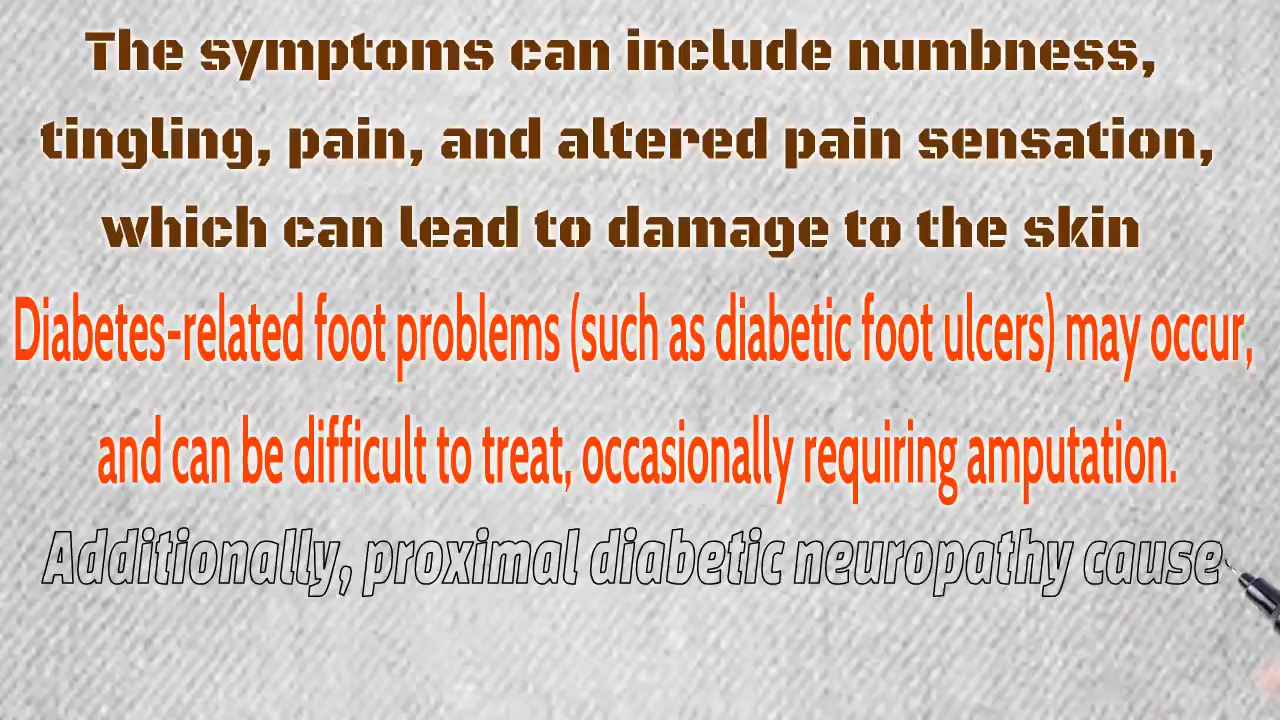 The symptoms can include numbness,
tingling, pain, and altered pain sensation,
which can lead to damage to the skin
Diabetes-related foot problems (such as diabetic foot ulcers) may occur,
and can be difficult to treat, occasionally requiring amputation.
Additionally, proximal diabetic neuropathy cause